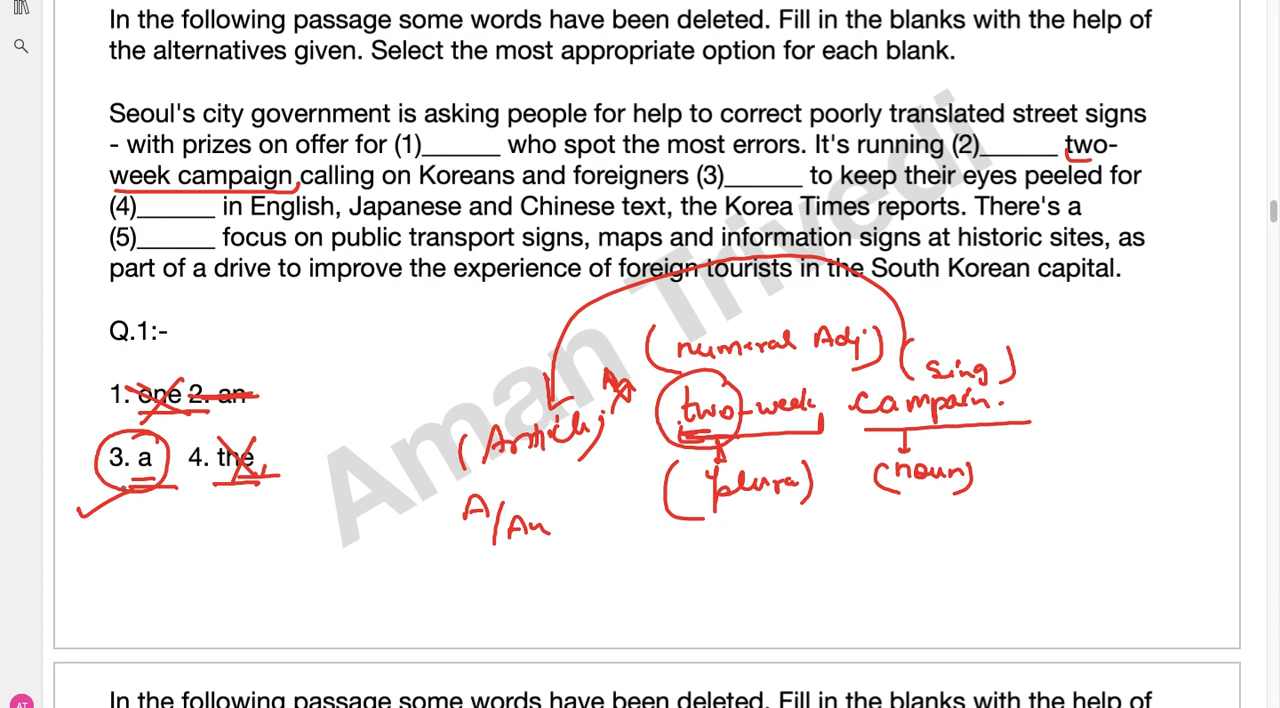 In the following passage some words have been deleted. Fill in the blanks with the help of
the alternatives given. Select the most appropriate option for each blank.
Seoul's city government is asking people for help to correct poorly translated street signs
- with prizes on offer for (1)______ who spot the most errors. It's running (2)______ two-
week campaign calling on Koreans and foreigners (3)______ to keep their eyes peeled for
(4)______ in English, Japanese and Chinese text, the Korea Times reports. There's a
(5)______ focus on public transport signs, maps and information signs at historic sites, as
part of a drive to improve the experience of foreign tourists in the South Korean capital.
Q.1:-
(numeral Adj) (sing)
1. one 2. an
two-week campain.
(Article)
3. a 4. the
(plura) (noun)
A/An
Aman Trivedi
In the following passage some words have been deleted. Fill in the blanks with the help of
AT